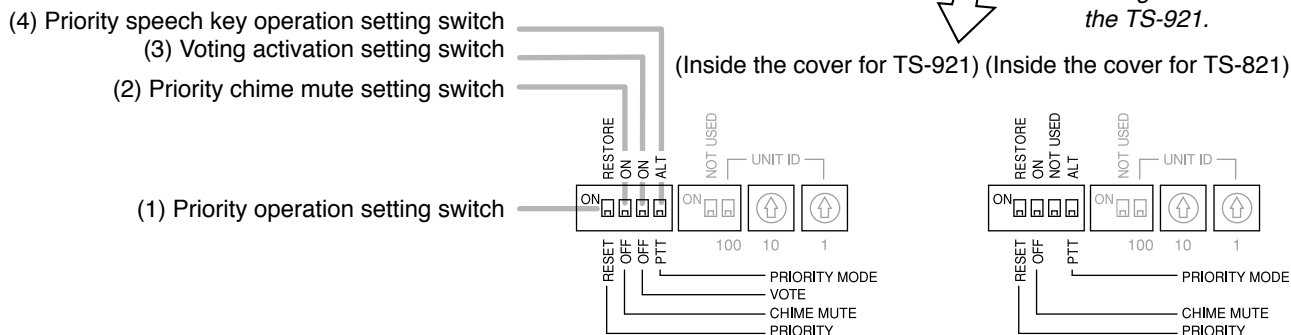 the TS-921.
(4) Priority speech key operation setting switch
(3) Voting activation setting switch
(2) Priority chime mute setting switch
(1) Priority operation setting switch
(Inside the cover for TS-921) (Inside the cover for TS-821)
RESTORE
ON
ON
ALT
NOT USED
UNIT ID
ON
ON
RESET
OFF
OFF
PTT
100 10 1
PRIORITY MODE
VOTE
CHIME MUTE
PRIORITY
RESTORE
ON
NOT USED
ALT
NOT USED
UNIT ID
ON
ON
RESET
OFF
PTT
100 10 1
PRIORITY MODE
CHIME MUTE
PRIORITY